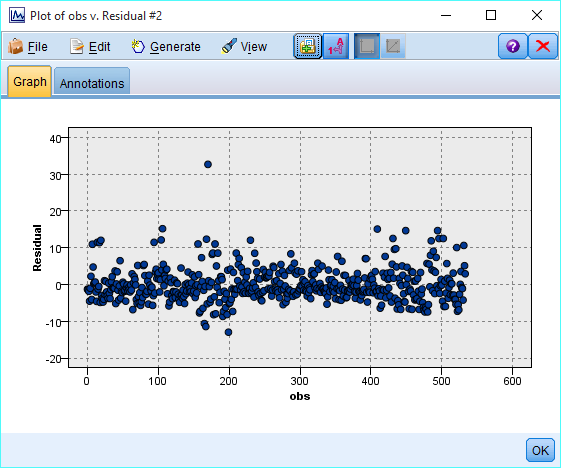 Plot of obs v. Residual #2
File Edit Generate View
Graph Annotations
40
30
20
10
0
-10
-20
Residual
0 100 200 300 400 500 600
obs
OK